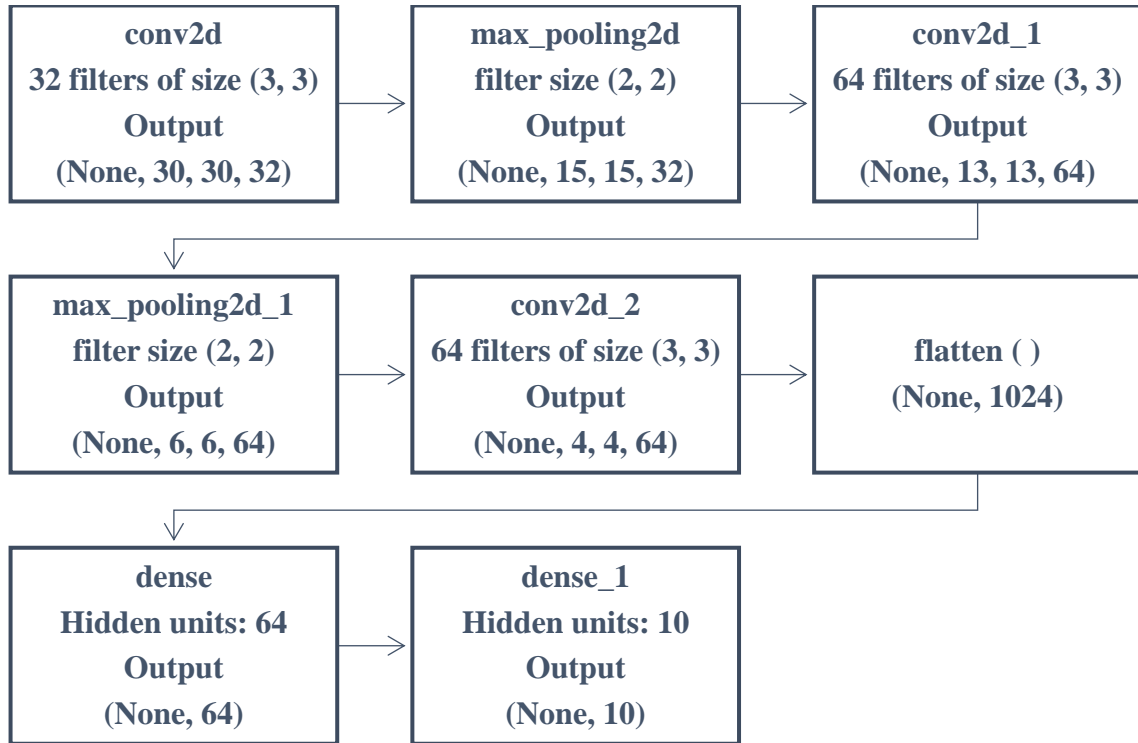 conv2d
32 filters of size (3, 3)
Output
(None, 30, 30, 32)
max_pooling2d
filter size (2, 2)
Output
(None, 15, 15, 32)
conv2d_1
64 filters of size (3, 3)
Output
(None, 13, 13, 64)
max_pooling2d_1
filter size (2, 2)
Output
(None, 6, 6, 64)
conv2d_2
64 filters of size (3, 3)
Output
(None, 4, 4, 64)
flatten ( )
(None, 1024)
dense
Hidden units: 64
Output
(None, 64)
dense_1
Hidden units: 10
Output
(None, 10)